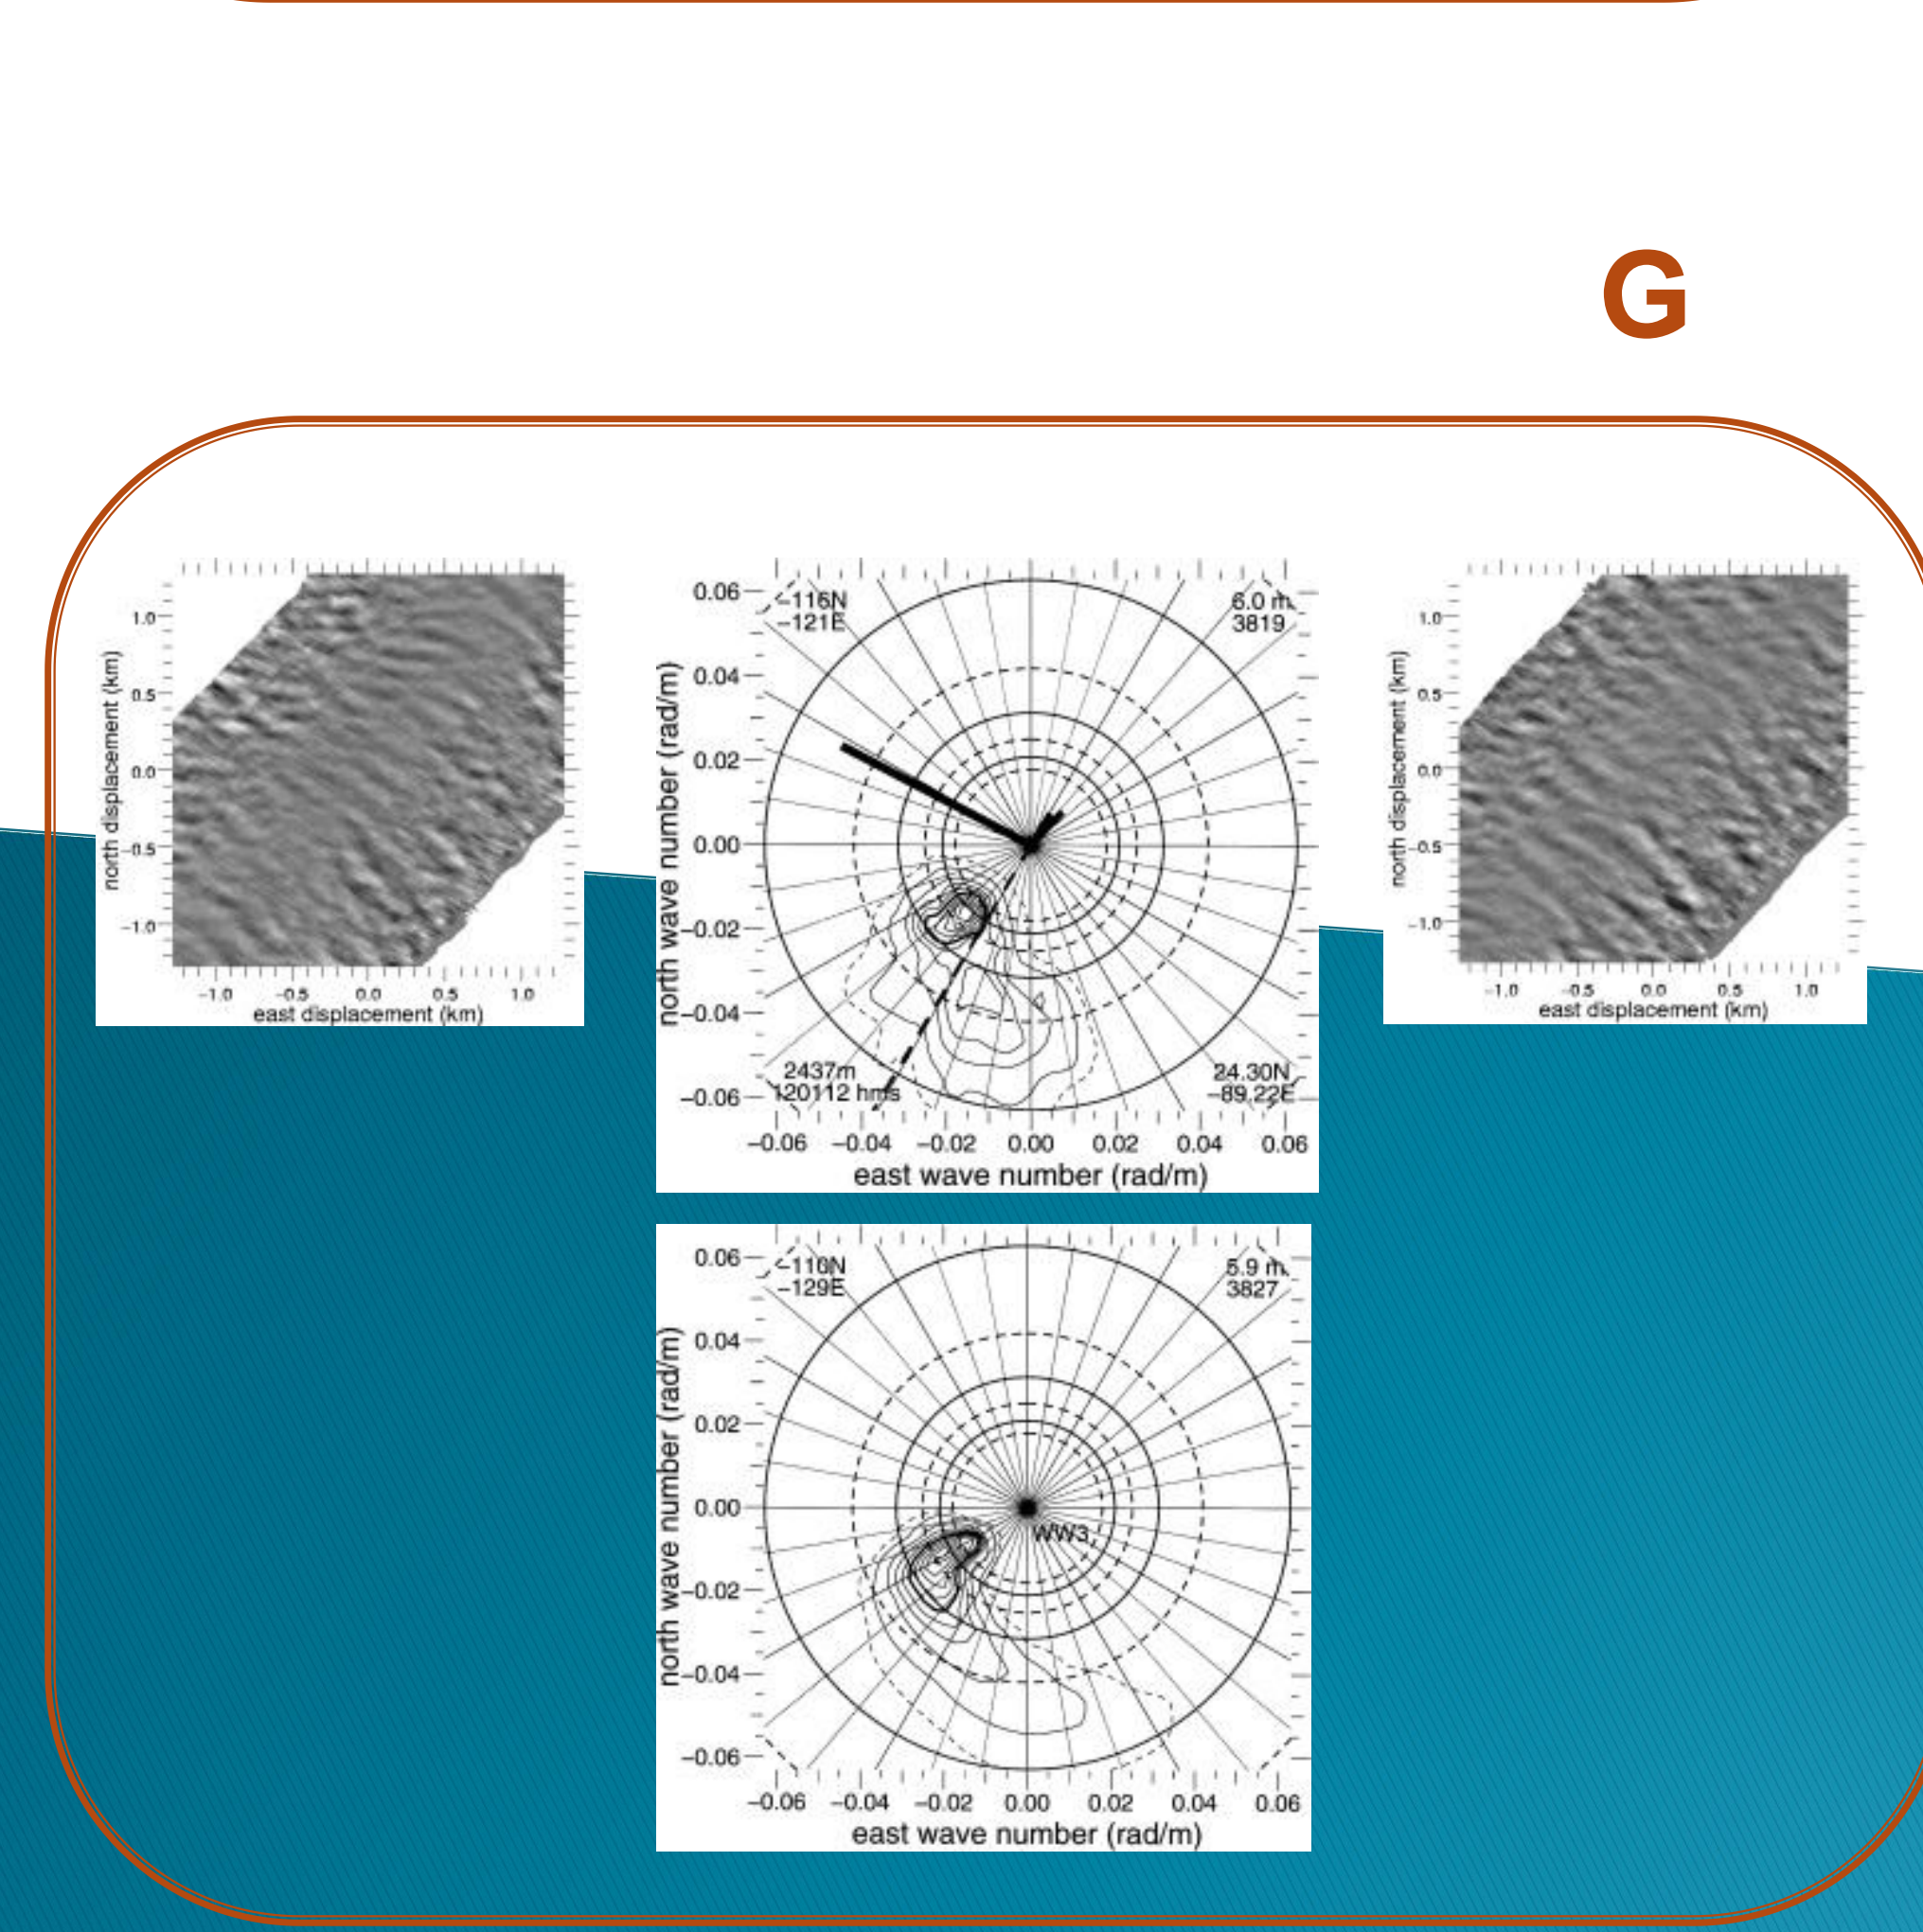 G
1.0
0.5
0.0
−0.5
−1.0
north displacement (km)
−1.0 −0.5 0.0 0.5 1.0
east displacement (km)
−116N
−121E
6.0 m
3819
0.06
0.04
0.02
0.00
−0.02
−0.04
−0.06
north wave number (rad/m)
2437m
120112 hms
24.30N
−89.22E
−0.06 −0.04 −0.02 0.00 0.02 0.04 0.06
east wave number (rad/m)
1.0
0.5
0.0
−0.5
−1.0
north displacement (km)
−1.0 −0.5 0.0 0.5 1.0
east displacement (km)
−110N
−129E
5.9 m
3827
0.06
0.04
0.02
0.00
−0.02
−0.04
−0.06
north wave number (rad/m)
WW3
−0.06 −0.04 −0.02 0.00 0.02 0.04 0.06
east wave number (rad/m)